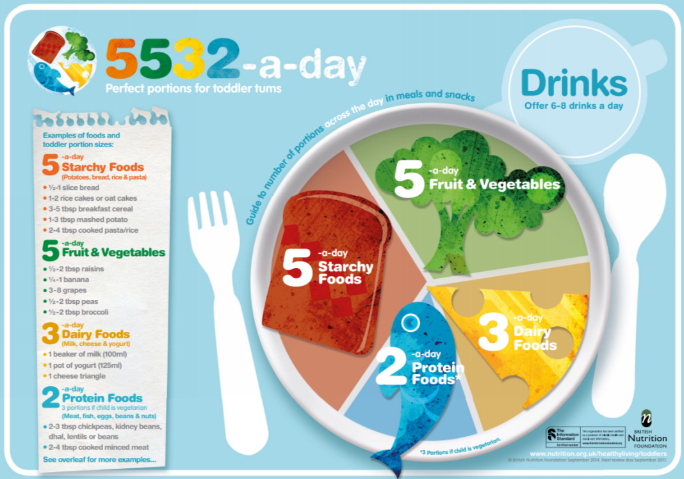 5532-a-day
Perfect portions for toddler tums
Drinks
Offer 6-8 drinks a day
Guide to number of portions across the day in meals and snacks
Examples of foods and
toddler portion sizes:
5 -a-day
Starchy Foods
(Potatoes, bread, rice & pasta)
• ½-1 slice bread
• 1-2 rice cakes or oat cakes
• 3-5 tbsp breakfast cereal
• 1-3 tbsp mashed potato
• 2-4 tbsp cooked pasta/rice
5 -a-day
Fruit & Vegetables
• ½-2 tbsp raisins
• ¼-1 banana
• 3-8 grapes
• ½-2 tbsp peas
• ½-2 tbsp broccoli
3 -a-day
Dairy Foods
(Milk, cheese & yogurt)
• 1 beaker of milk (100ml)
• 1 pot of yogurt (125ml)
• 1 cheese triangle
2 -a-day
Protein Foods
3 portions if child is vegetarian
(Meat, fish, eggs, beans & nuts)
• 2-3 tbsp chickpeas, kidney beans,
dhal, lentils or beans
• 2-4 tbsp cooked minced meat
See overleaf for more examples...
5 -a-day
Fruit & Vegetables
5 -a-day
Starchy
Foods
3 -a-day
Dairy
Foods
2 -a-day
Protein
Foods*
*3 Portions if child is vegetarian
The
Information
Standard
BRITISH
Nutrition
FOUNDATION
www.nutrition.org.uk/healthyliving/toddlers